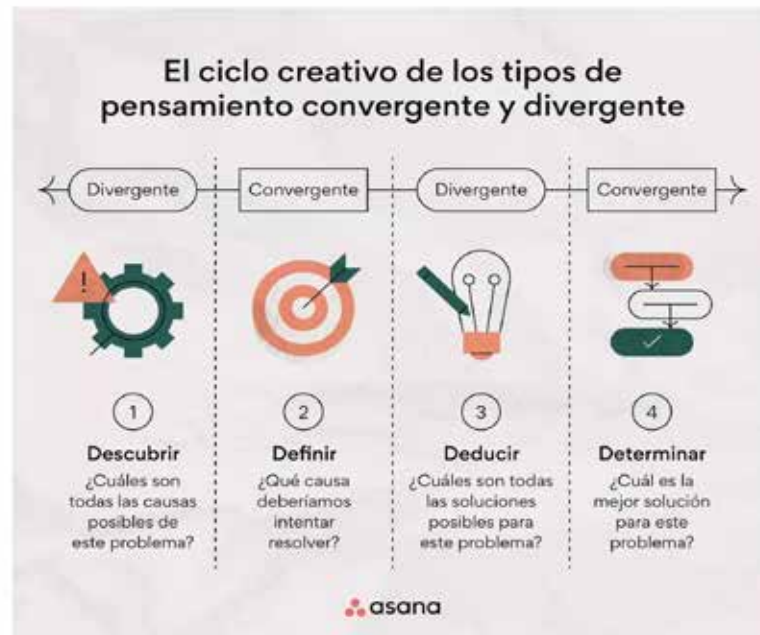 El ciclo creativo de los tipos de
pensamiento convergente y divergente
Divergente
Convergente
Divergente
Convergente
!
1
Descubrir
¿Cuáles son
todas las causas
posibles de
este problema?
2
Definir
¿Qué causa
deberíamos
intentar
resolver?
3
Deducir
¿Cuáles son todas
las soluciones
posibles para
este problema?
4
Determinar
¿Cuál es la
mejor solución
para este
problema?
asana